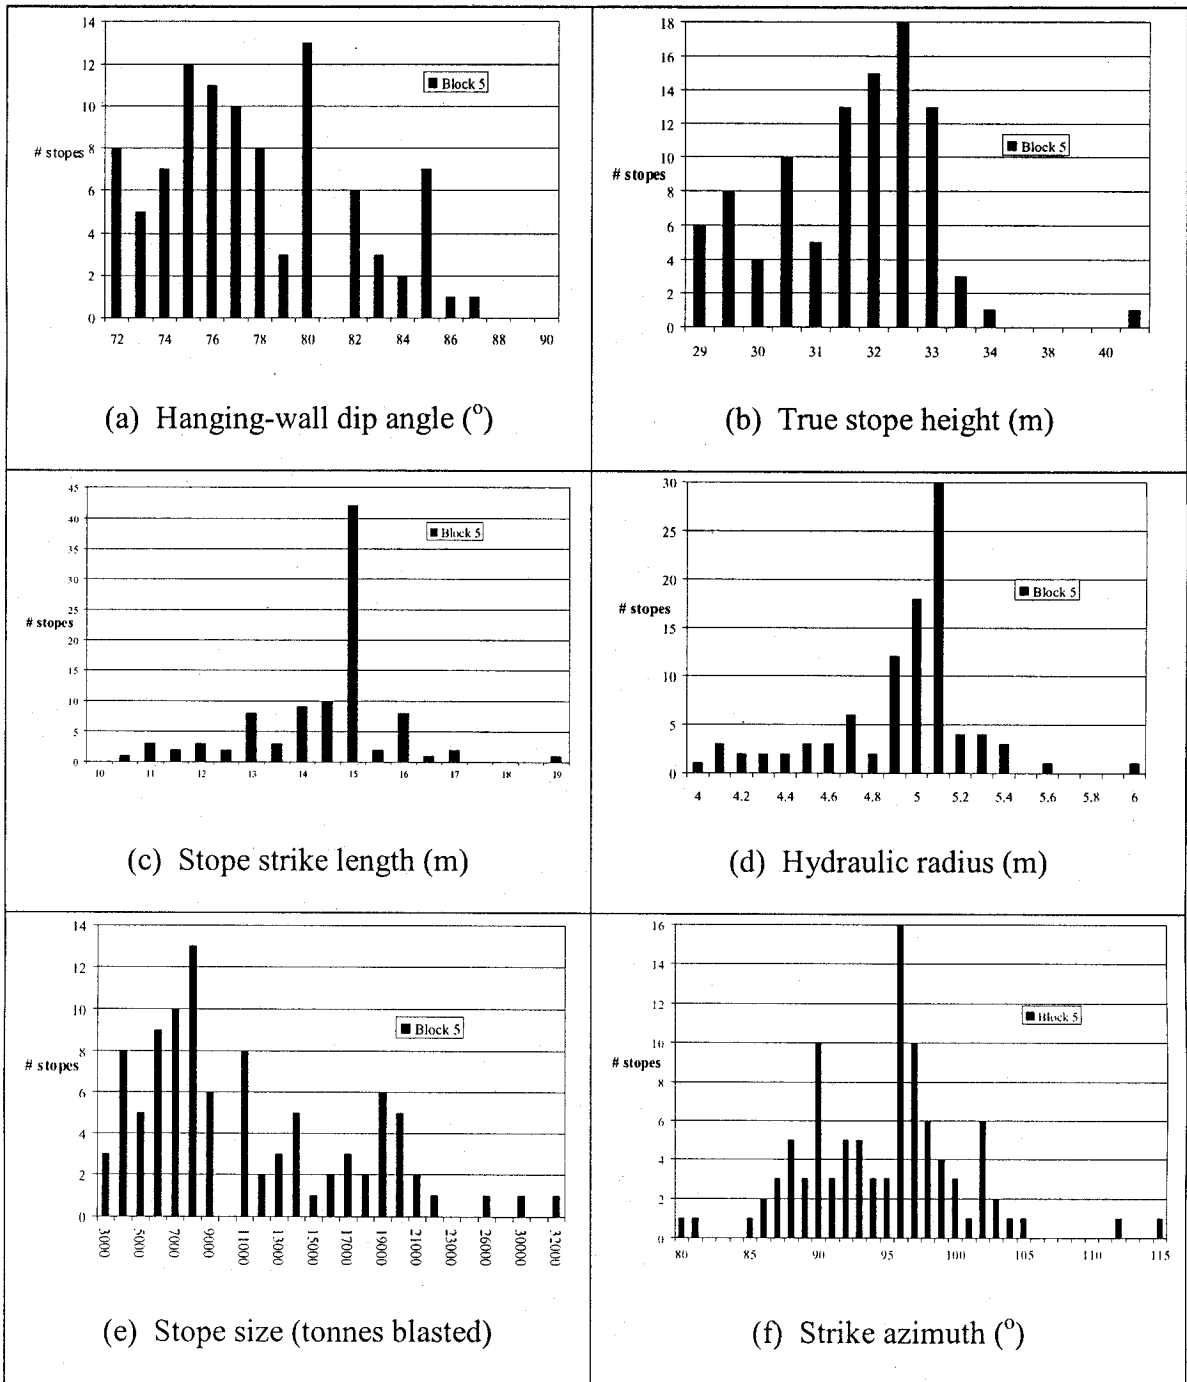 14
12
10
8
6
4
2
0
# stopes
Block 5
72 74 76 78 80 82 84 86 88 90
(a) Hanging-wall dip angle (°)
18
16
14
12
10
8
6
4
2
0
# stopes
Block 5
29 30 31 32 33 34 38 40
(b) True stope height (m)
45
40
35
30
25
20
15
10
5
0
# stopes
Block 5
10 11 12 13 14 15 16 17 18 19
(c) Stope strike length (m)
30
25
20
15
10
5
0
# stopes
Block 5
4 4.2 4.4 4.6 4.8 5 5.2 5.4 5.6 5.8 6
(d) Hydraulic radius (m)
14
12
10
8
6
4
2
0
# stopes
Block 5
3000 5000 7000 9000 11000 13000 15000 17000 19000 21000 23000 26000 30000 32000
(e) Stope size (tonnes blasted)
16
14
12
10
8
6
4
2
0
# stopes
Block 5
80 85 90 95 100 105 110 115
(f) Strike azimuth (°)